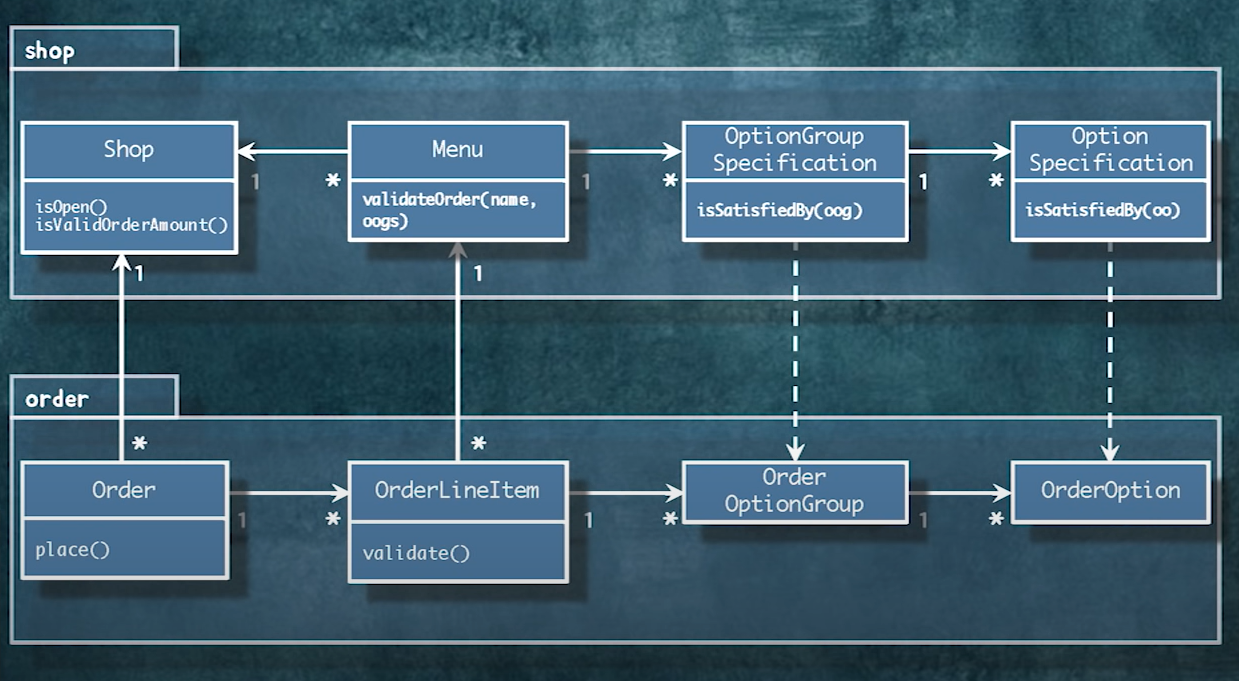 shop
Shop
isOpen()
isValidOrderAmount()
1
*
Menu
validateOrder(name,
oogs)
1
*
OptionGroup
Specification
isSatisfiedBy(oog)
1
*
Option
Specification
isSatisfiedBy(oo)
1
1
order
*
*
Order
place()
1
*
OrderLineItem
validate()
1
*
Order
OptionGroup
1
*
OrderOption